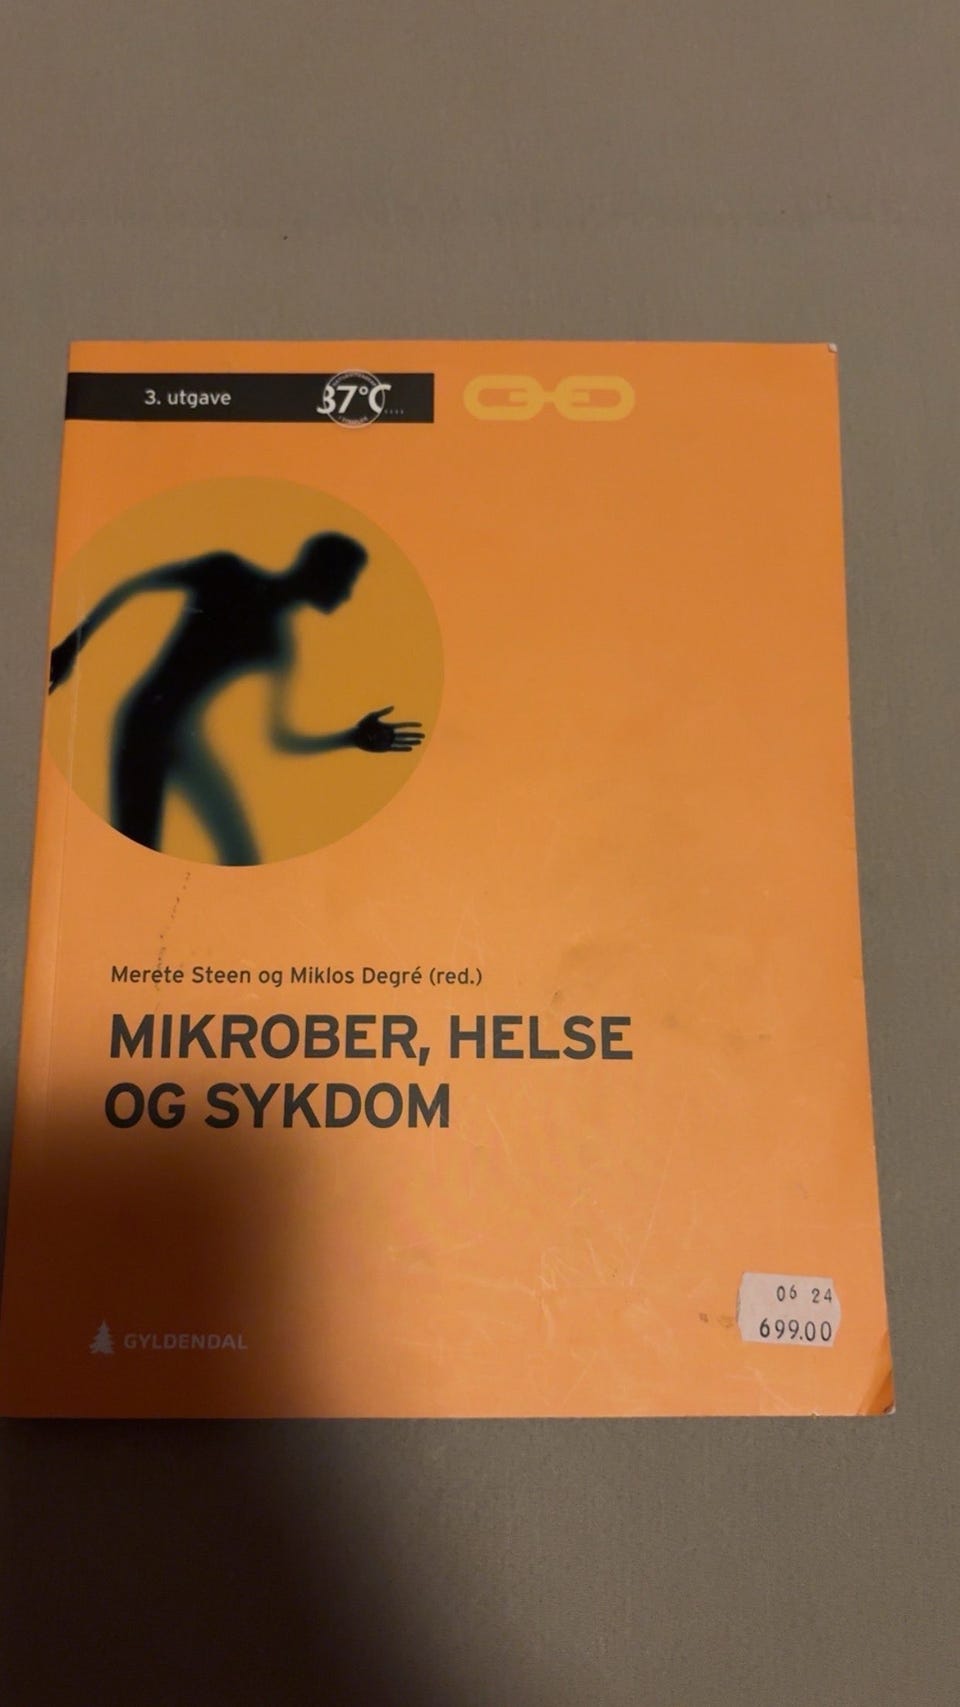 3. utgave
37°C....
Merete Steen og Miklos Degré (red.)
MIKROBER, HELSE
OG SYKDOM
GYLDENDAL
06 24
699.00